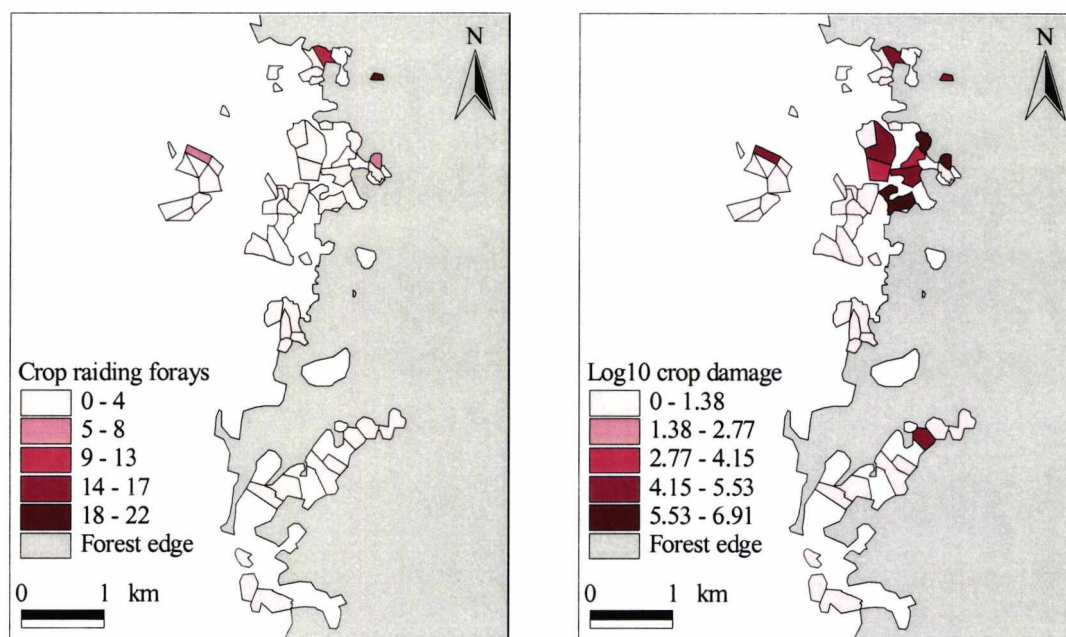 N
Crop raiding forays
0 - 4
5 - 8
9 - 13
14 - 17
18 - 22
Forest edge
0 1 km
N
Log10 crop damage
0 - 1.38
1.38 - 2.77
2.77 - 4.15
4.15 - 5.53
5.53 - 6.91
Forest edge
0 1 km